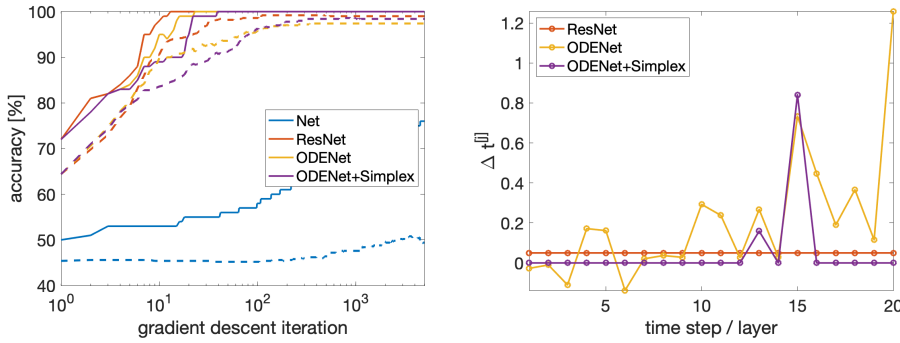 100
90
80
70
60
50
40
accuracy [%]
Net
ResNet
ODENet
ODENet+Simplex
10^0
10^1
10^2
10^3
gradient descent iteration
1.2
1
0.8
0.6
0.4
0.2
0
Δ t^[j]
ResNet
ODENet
ODENet+Simplex
5
10
15
20
time step / layer